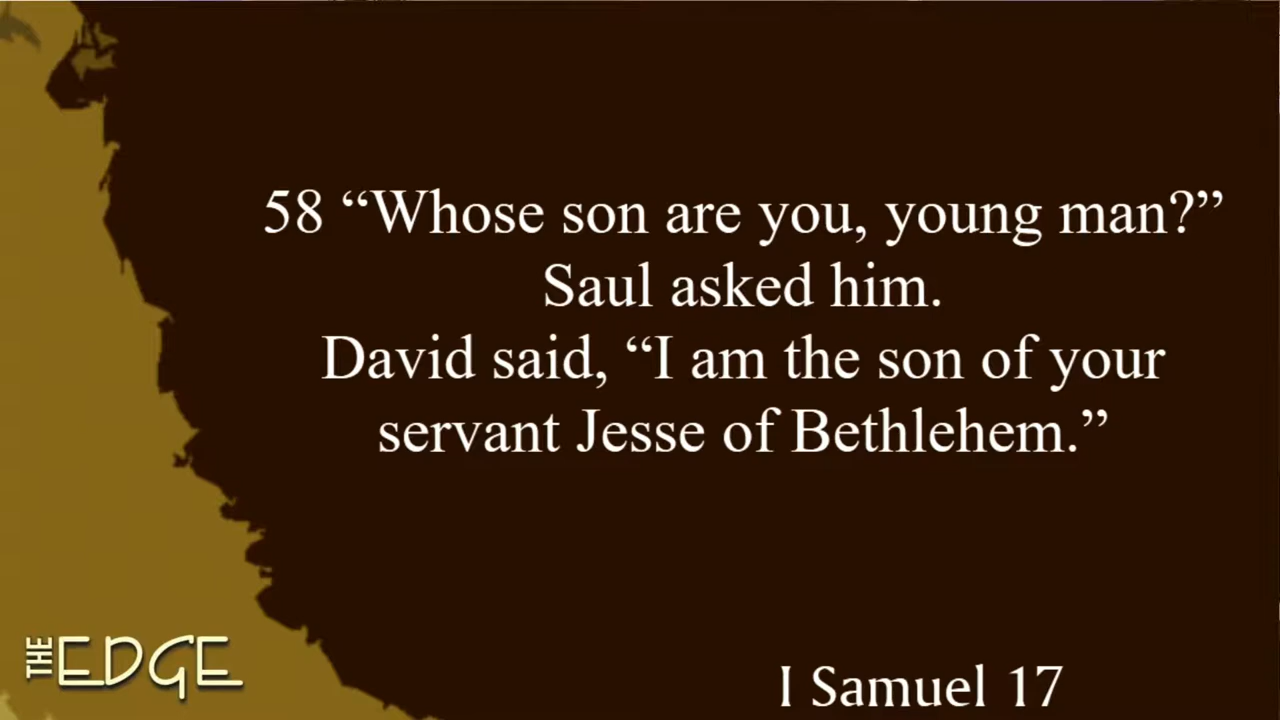 58 “Whose son are you, young man?”
Saul asked him.
David said, “I am the son of your
servant Jesse of Bethlehem.”
THE EDGE
I Samuel 17